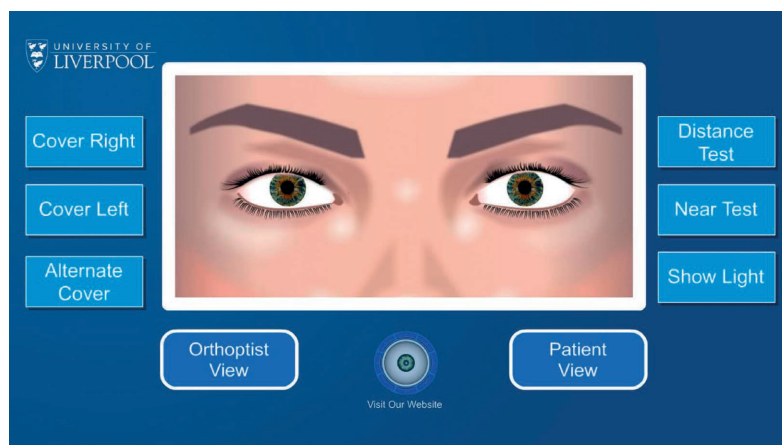 UNIVERSITY OF
LIVERPOOL
Cover Right
Cover Left
Alternate
Cover
Distance
Test
Near Test
Show Light
Orthoptist
View
Patient
View
Visit Our Website